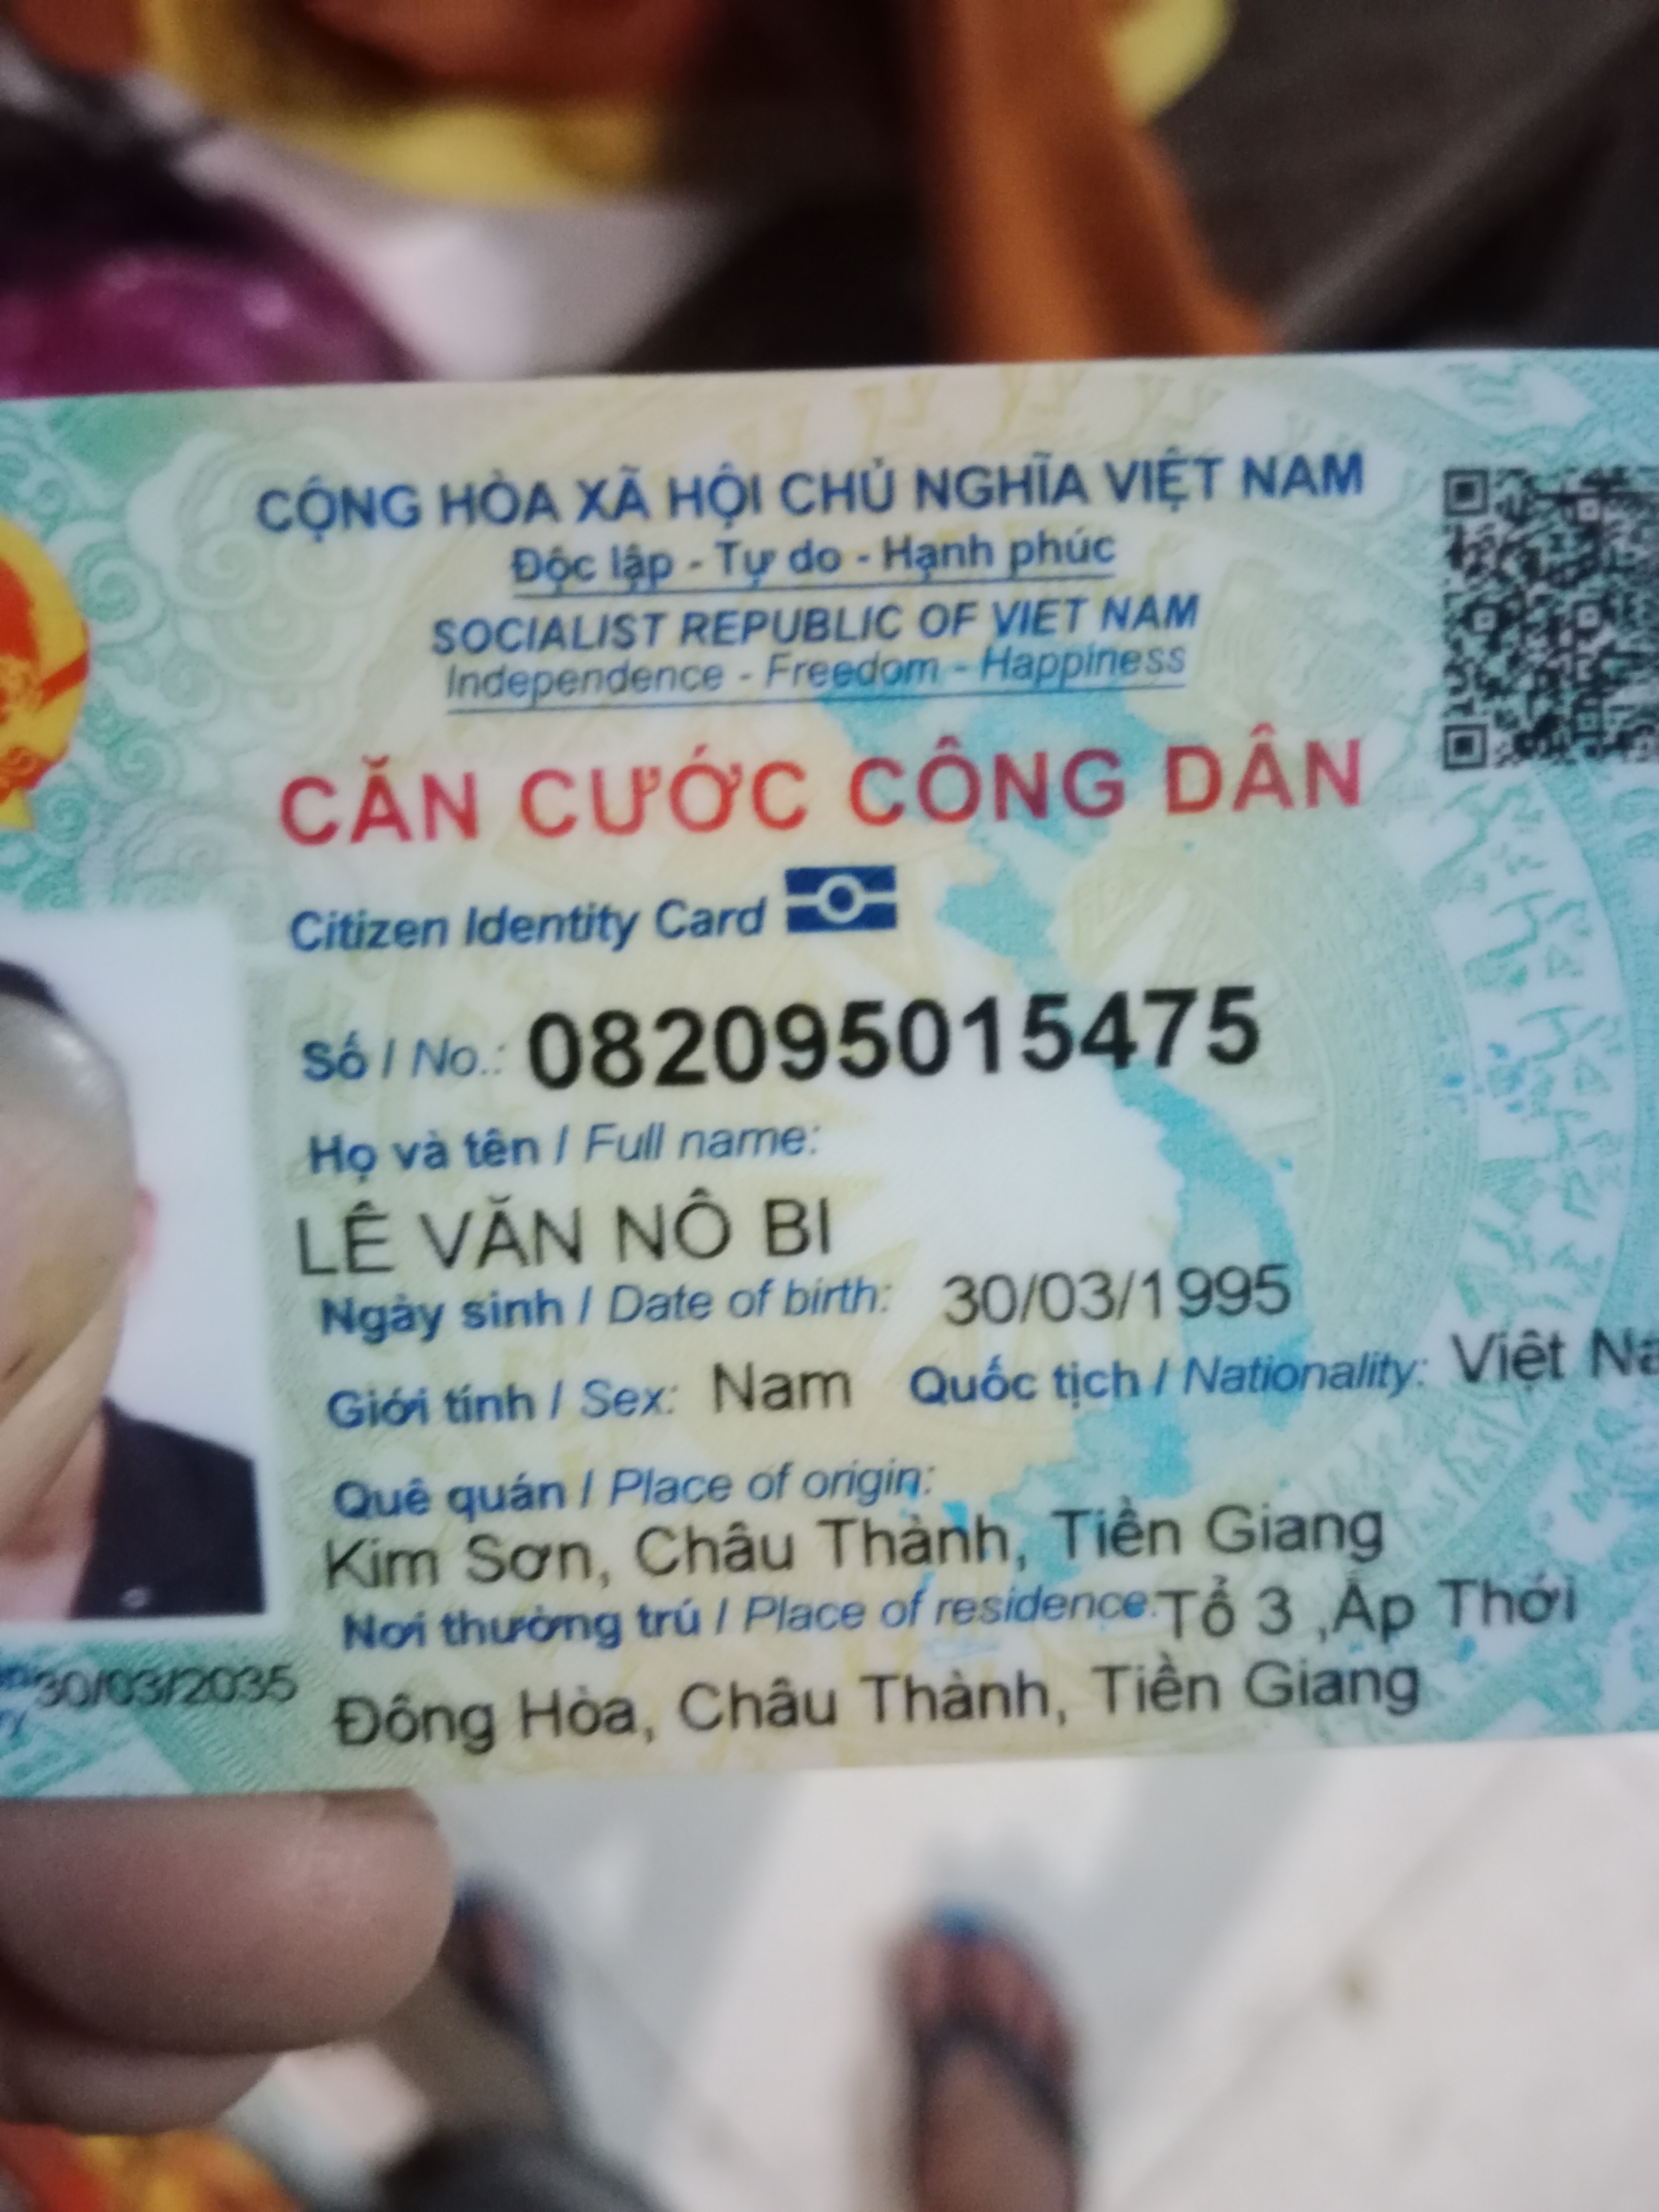 CỘNG HÒA XÃ HỘI CHỦ NGHĨA VIỆT NAM
Độc lập - Tự do - Hạnh phúc
SOCIALIST REPUBLIC OF VIET NAM
Independence - Freedom - Happiness
CĂN CƯỚC CÔNG DÂN
Citizen Identity Card
Số / No.: 082095015475
Họ và tên / Full name:
LÊ VĂN NÔ BI
Ngày sinh / Date of birth: 30/03/1995
Giới tính / Sex: Nam Quốc tịch / Nationality: Việt Na
Quê quán / Place of origin:
Kim Sơn, Châu Thành, Tiền Giang
Nơi thường trú / Place of residence: Tổ 3 ,Ấp Thới
30/03/2035
Đông Hòa, Châu Thành, Tiền Giang